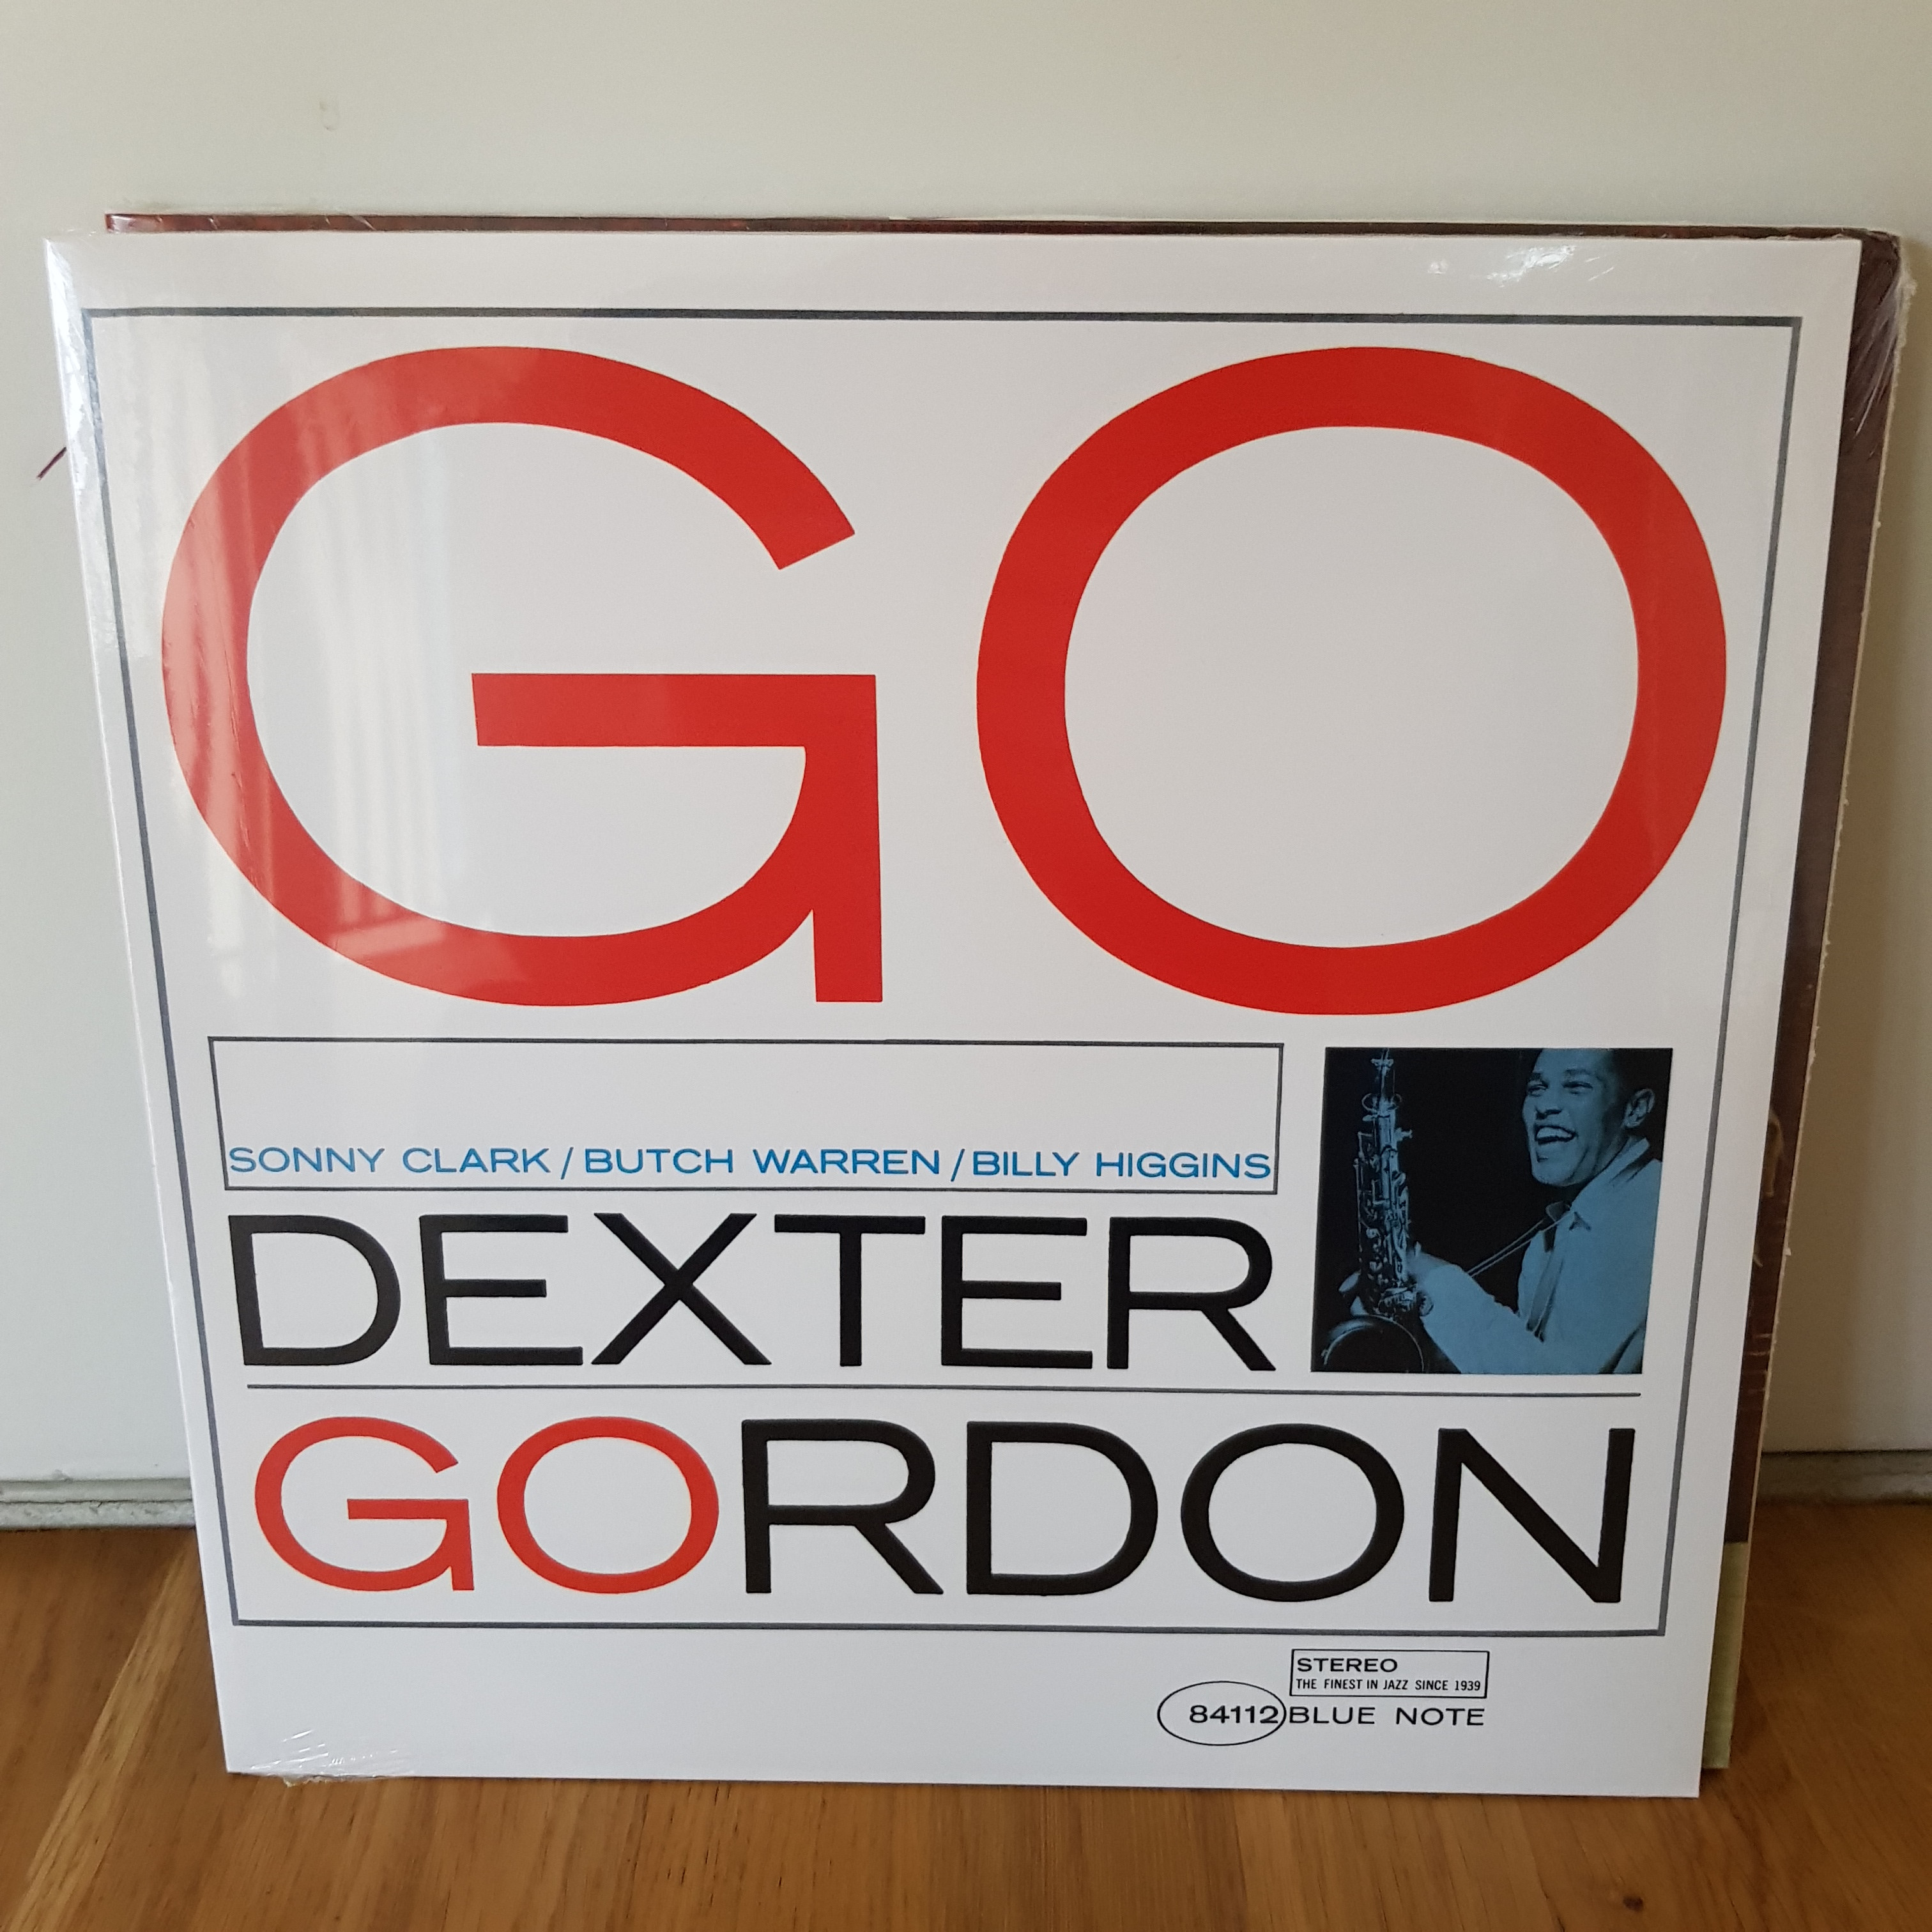 GO
SONNY CLARK / BUTCH WARREN / BILLY HIGGINS
DEXTER
GORDON
STEREO
THE FINEST IN JAZZ SINCE 1939
84112 BLUE NOTE